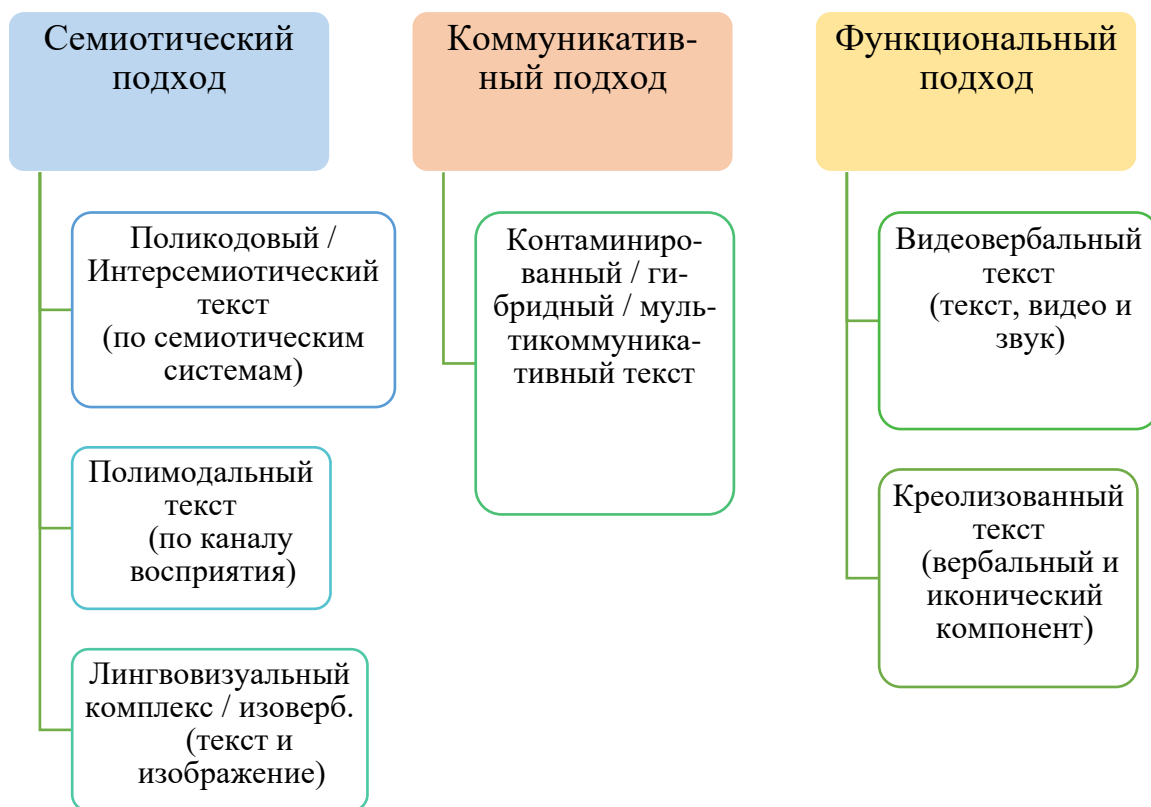 Семиотический
подход
Поликодовый /
Интерсемиотический
текст
(по семиотическим
системам)
Полимодальный
текст
(по каналу
восприятия)
Лингвовизуальный
комплекс / изоверб.
(текст и
изображение)
Коммуникатив-
ный подход
Контаминиро-
ванный / ги-
бридный / муль-
тикоммуника-
тивный текст
Функциональный
подход
Видеовербальный
текст
(текст, видео и
звук)
Креолизованный
текст
(вербальный и
иконический
компонент)